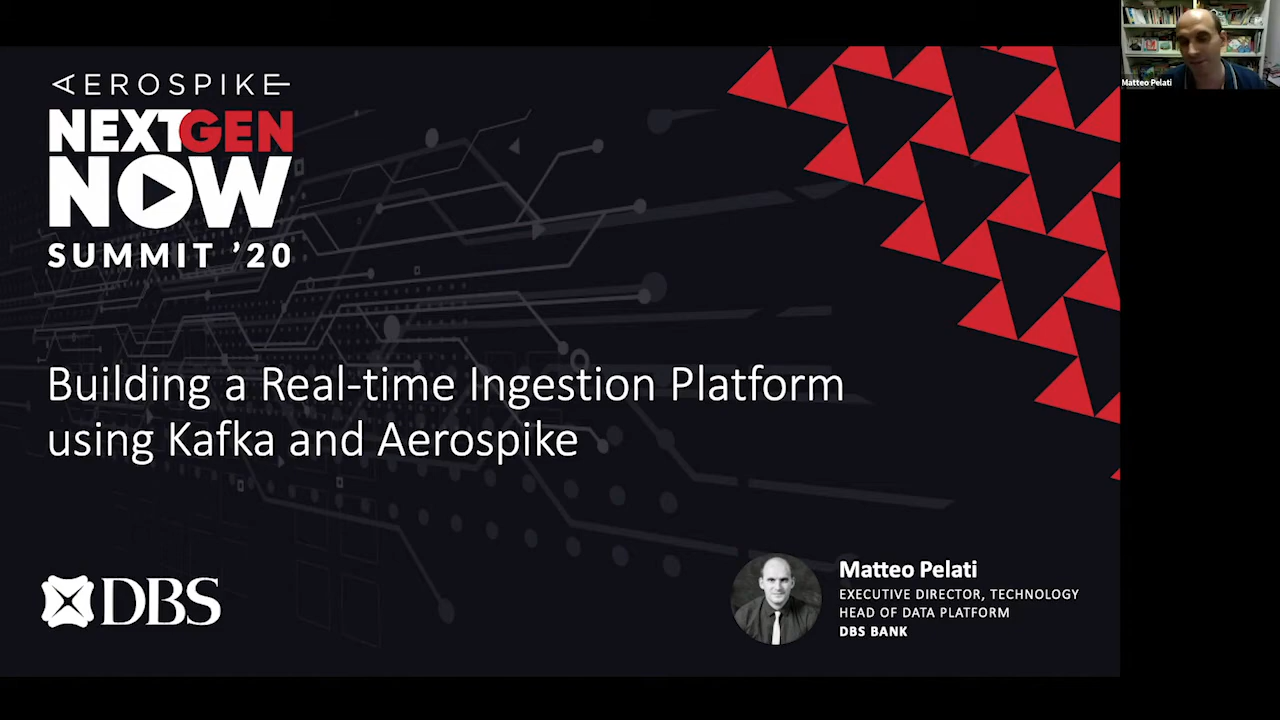 AEROSPIKE
NEXTGEN
NOW
SUMMIT ’20
Building a Real-time Ingestion Platform
using Kafka and Aerospike
DBS
Matteo Pelati
EXECUTIVE DIRECTOR, TECHNOLOGY
HEAD OF DATA PLATFORM
DBS BANK
Matteo Pelati